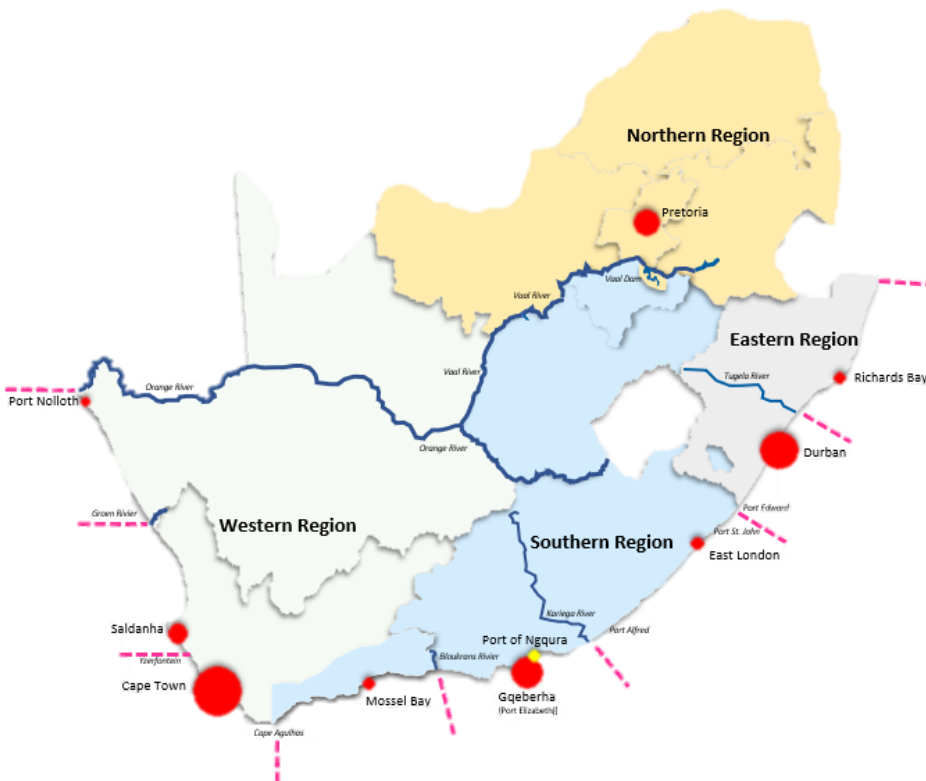 Northern Region
Pretoria
Vaal Dam
Vaal River
Eastern Region
Vaal River
Tugela River
Richards Bay
Orange River
Port Nolloth
Orange River
Durban
Groen Rivier
Western Region
Port Edward
Southern Region
Port St. John
East London
Kariega River
Port Alfred
Saldanha
Port of Ngqura
Yzerfontein
Bloukrans Rivier
Cape Town
Mossel Bay
Gqeberha
(Port Elizabeth)]
Cape Agulhas